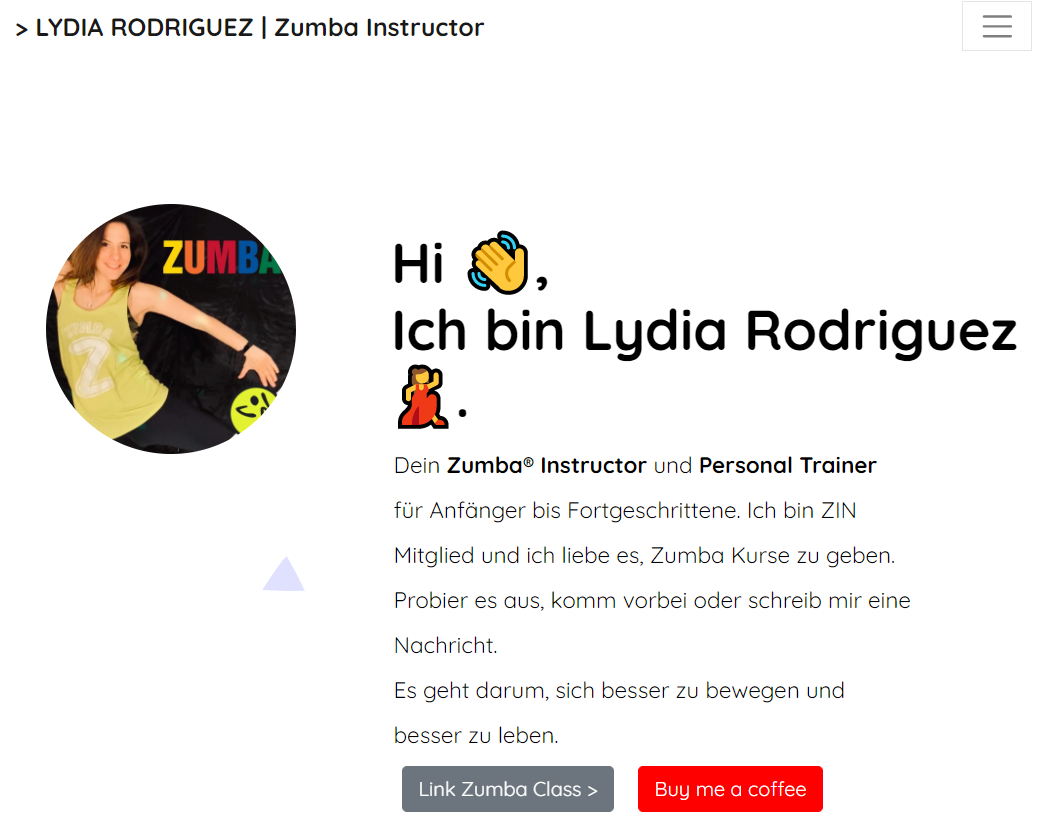 > LYDIA RODRIGUEZ | Zumba Instructor
ZUMBA
ZUMBA
Z
Hi 👋,
Ich bin Lydia Rodriguez
💃.
Dein Zumba® Instructor und Personal Trainer
für Anfänger bis Fortgeschrittene. Ich bin ZIN
Mitglied und ich liebe es, Zumba Kurse zu geben.
Probier es aus, komm vorbei oder schreib mir eine
Nachricht.
Es geht darum, sich besser zu bewegen und
besser zu leben.
Link Zumba Class >
Buy me a coffee